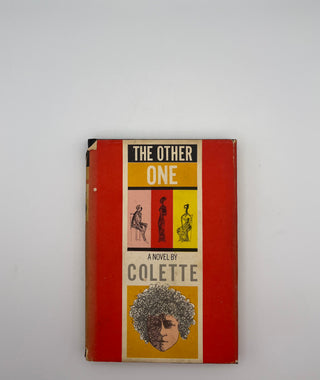 THE OTHER
ONE
A NOVEL BY
COLETTE